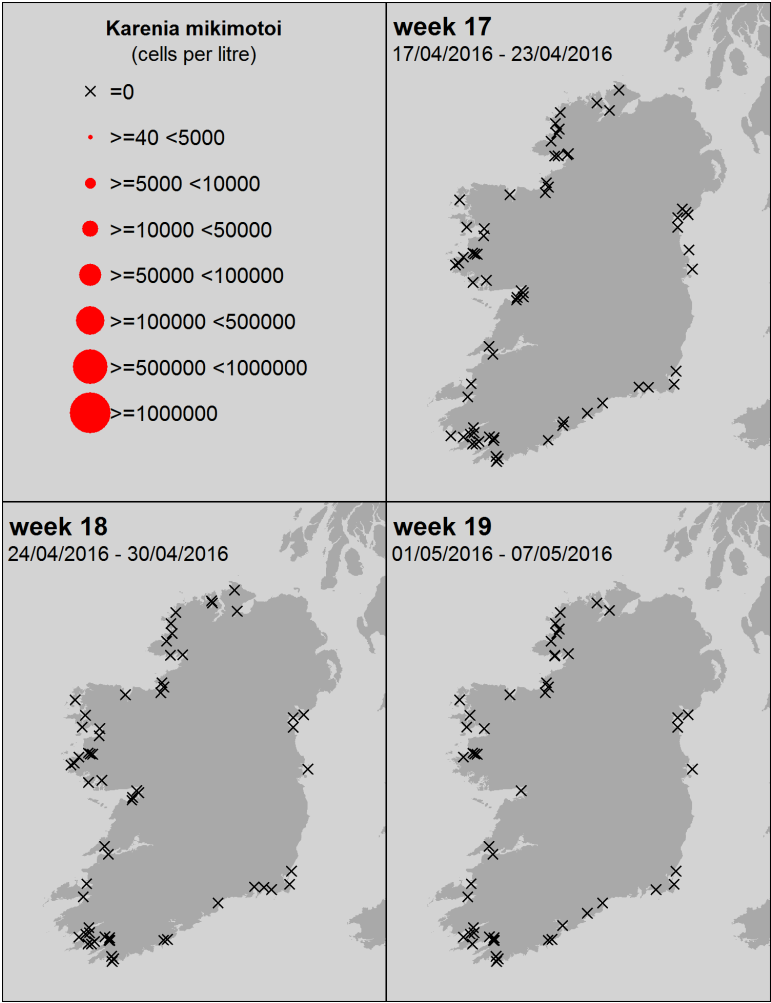 Karenia mikimotoi
(cells per litre)
=0
>=40 <5000
>=5000 <10000
>=10000 <50000
>=50000 <100000
>=100000 <500000
>=500000 <1000000
>=1000000
week 17
17/04/2016 - 23/04/2016
week 18
24/04/2016 - 30/04/2016
week 19
01/05/2016 - 07/05/2016